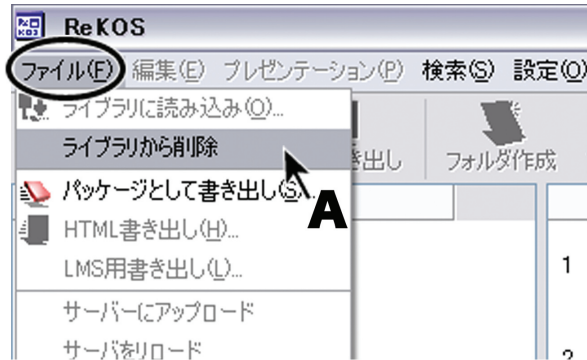 ReKOS
ファイル(F) 編集(E) プレゼンテーション(P) 検索(S) 設定(O)
ライブラリに読み込み(O)...
ライブラリから削除
き出し フォルダ作成
パッケージとして書き出し(S)...
A
HTML書き出し(H)...
LMS用書き出し(L)...
1
サーバーにアップロード
サーバをリロード
2